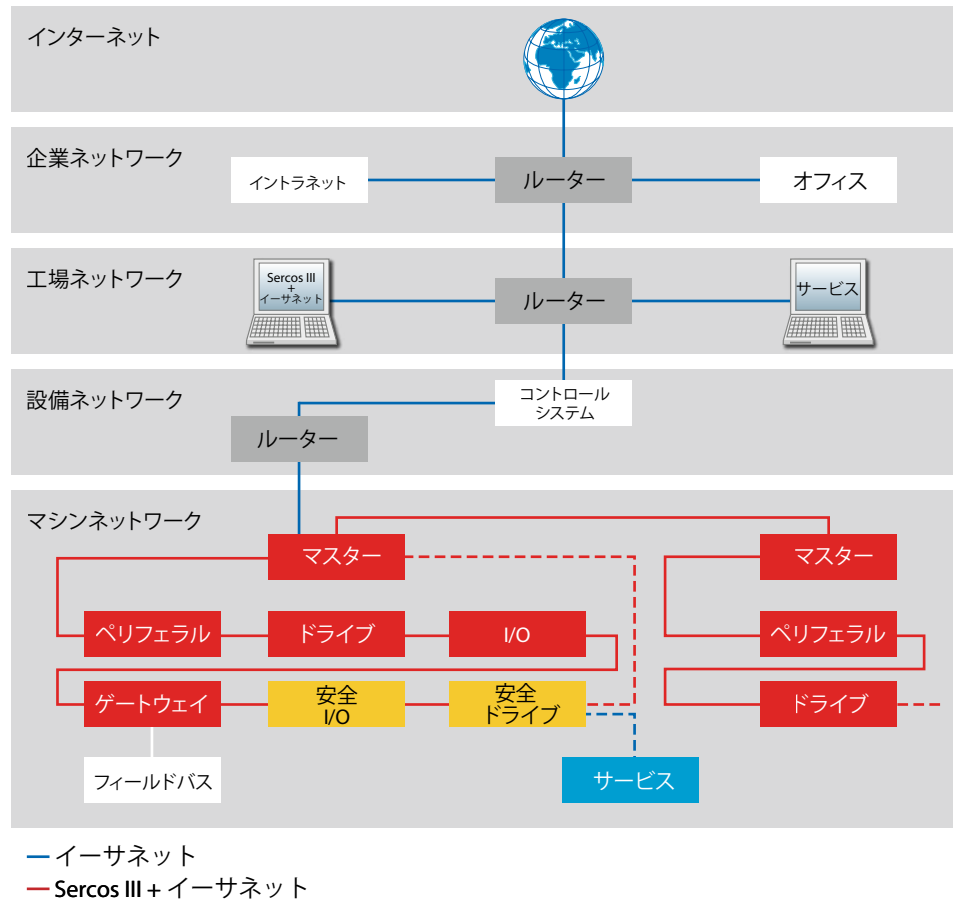 インターネット
企業ネットワーク
イントラネット
ルーター
オフィス
工場ネットワーク
Sercos III
+
イーサネット
ルーター
サービス
設備ネットワーク
コントロール
システム
ルーター
マシンネットワーク
マスター
マスター
ペリフェラル
ドライブ
I/O
ペリフェラル
ゲートウェイ
安全
I/O
安全
ドライブ
ドライブ
フィールドバス
サービス
イーサネット
Sercos III + イーサネット